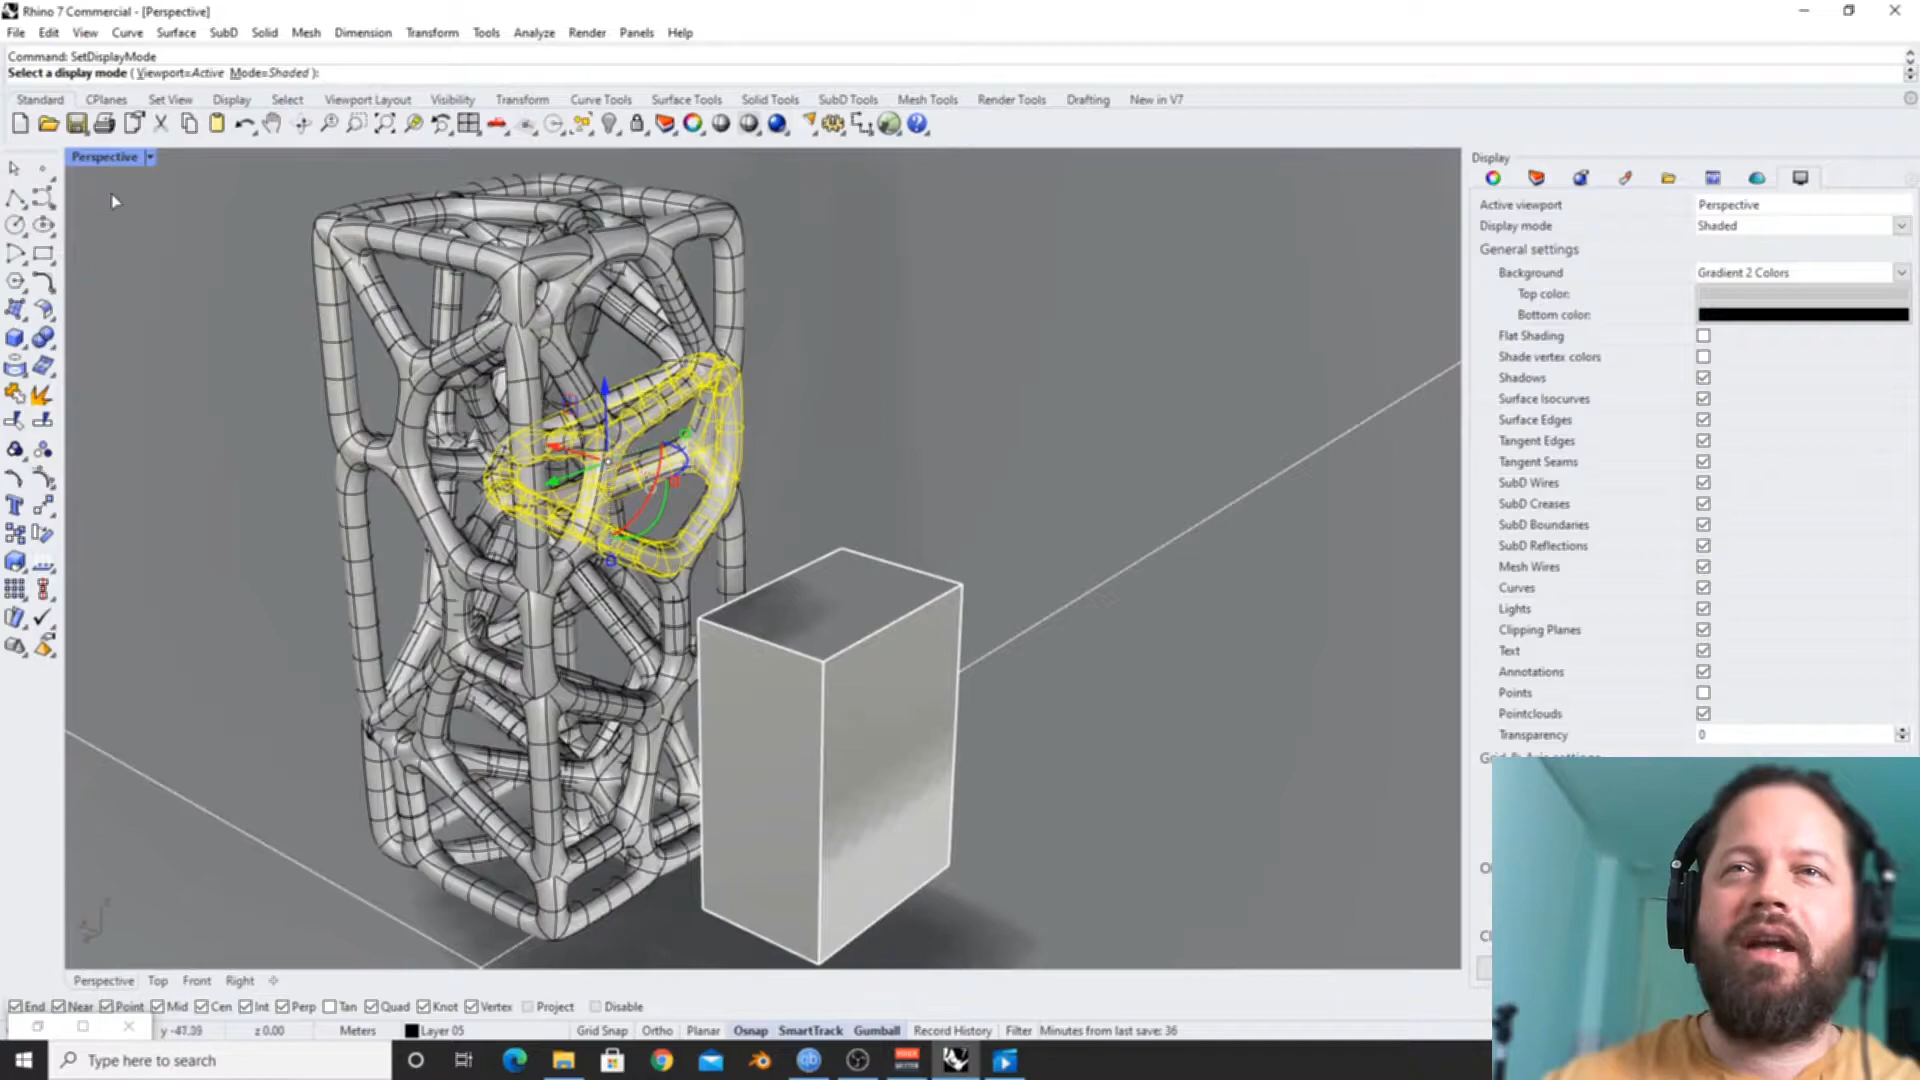 Rhino 7 Commercial - [Perspective]
File Edit View Curve Surface SubD Solid Mesh Dimension Transform Tools Analyze Render Panels Help
Command: SetDisplayMode
Select a display mode ( Viewport=Active Mode=Shaded ):
Standard CPlanes Set View Display Select Viewport Layout Visibility Transform Curve Tools Surface Tools Solid Tools SubD Tools Mesh Tools Render Tools Drafting New in V7
Perspective
Display
Active viewport Perspective
Display mode Shaded
General settings
Background Gradient 2 Colors
Top color:
Bottom color:
Flat Shading
Shade vertex colors
Shadows
Surface Isocurves
Surface Edges
Tangent Edges
Tangent Seams
SubD Wires
SubD Creases
SubD Boundaries
SubD Reflections
Mesh Wires
Curves
Lights
Clipping Planes
Text
Annotations
Points
Pointclouds
Transparency 0
Perspective Top Front Right
End Near Point Mid Cen Int Perp Tan Quad Knot Vertex Project Disable
y -47.39 z 0.00 Meters Layer 05 Grid Snap Ortho Planar Osnap SmartTrack Gumball Record History Filter Minutes from last save: 36
Type here to search